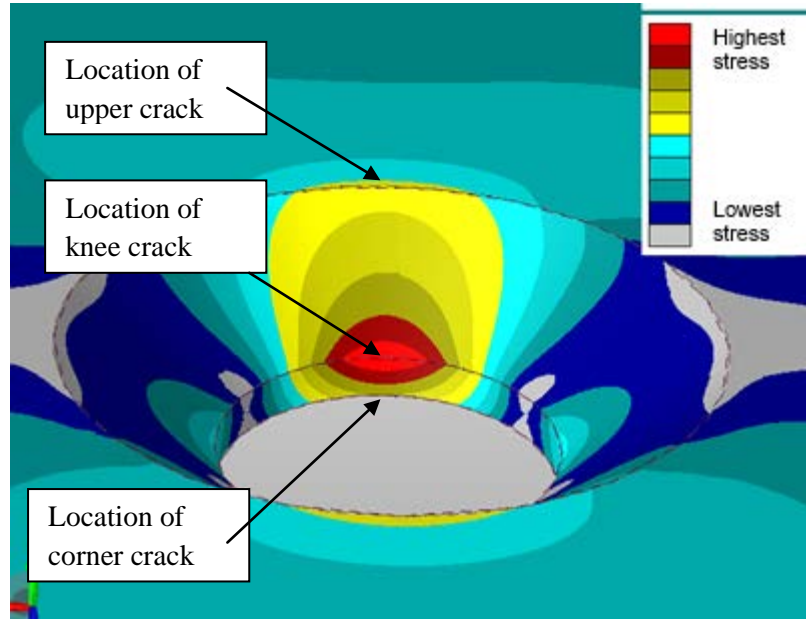 Location of
upper crack
Location of
knee crack
Location of
corner crack
Highest
stress
Lowest
stress